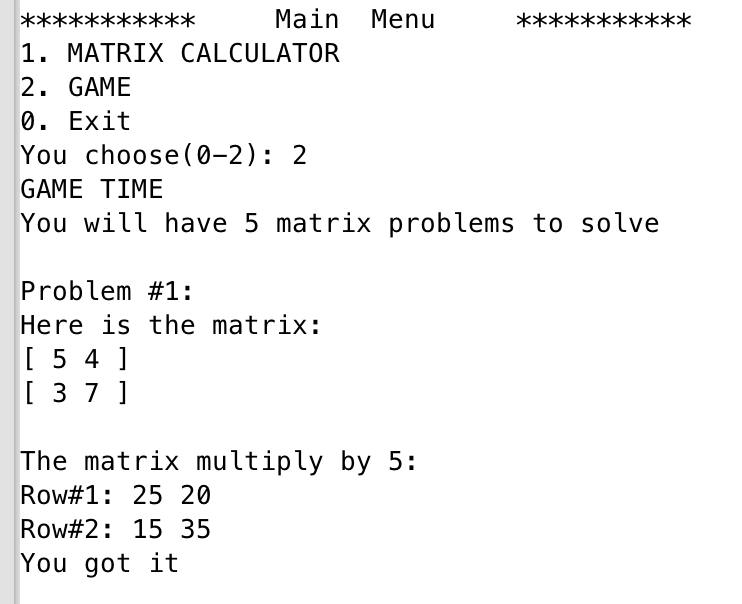 *********** Main Menu ***********
1. MATRIX CALCULATOR
2. GAME
0. Exit
You choose(0-2): 2
GAME TIME
You will have 5 matrix problems to solve
Problem #1:
Here is the matrix:
[ 5 4 ]
[ 3 7 ]
The matrix multiply by 5:
Row#1: 25 20
Row#2: 15 35
You got it